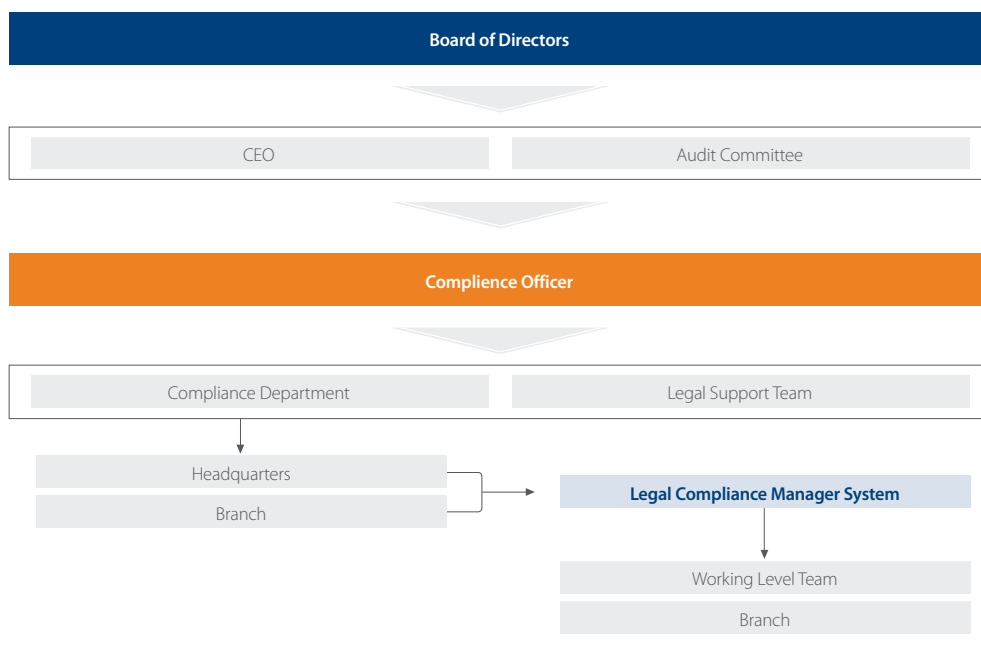 Board of Directors
CEO
Audit Committee
Complience Officer
Compliance Department
Legal Support Team
Headquarters
Branch
Legal Compliance Manager System
Working Level Team
Branch